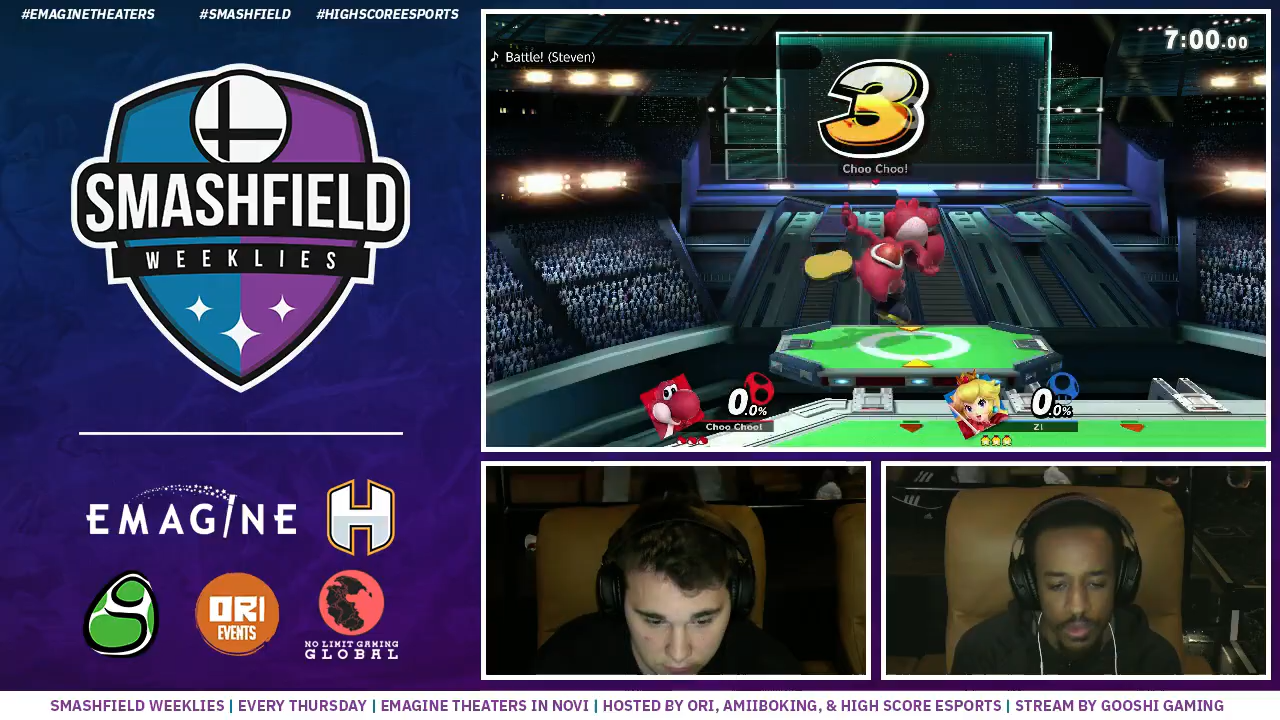 #EMAGINETHEATERS #SMASHFIELD #HIGHSCOREESPORTS
SMASHFIELD
WEEKLIES
EMAGINE
H
S
ORI
EVENTS
NO LIMIT GAMING
GLOBAL
♪ Battle! (Steven)
7:00.00
3
Choo Choo!
0.0%
Choo Choo!
0.0%
Z!
SMASHFIELD WEEKLIES | EVERY THURSDAY | EMAGINE THEATERS IN NOVI | HOSTED BY ORI, AMIIBOKING, & HIGH SCORE ESPORTS | STREAM BY GOOSHI GAMING